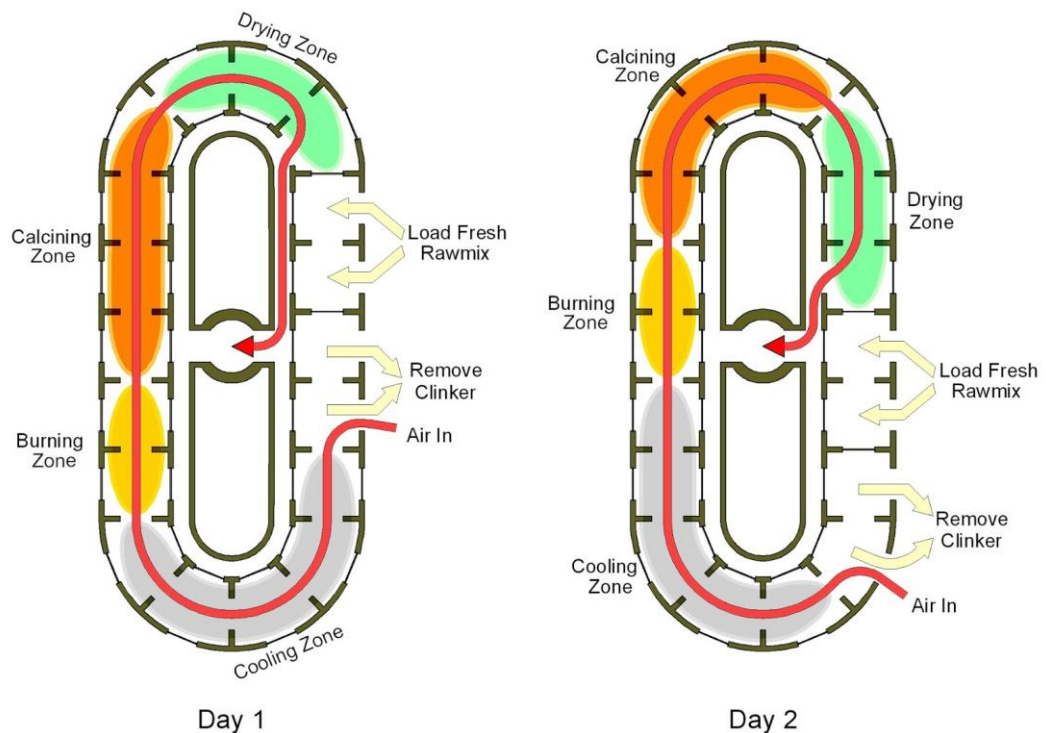 Drying Zone
Calcining
Zone
Load Fresh
Rawmix
Remove
Clinker
Burning
Zone
Air In
Cooling Zone
Day 1
Calcining
Zone
Drying
Zone
Burning
Zone
Load Fresh
Rawmix
Remove
Clinker
Cooling
Zone
Air In
Day 2